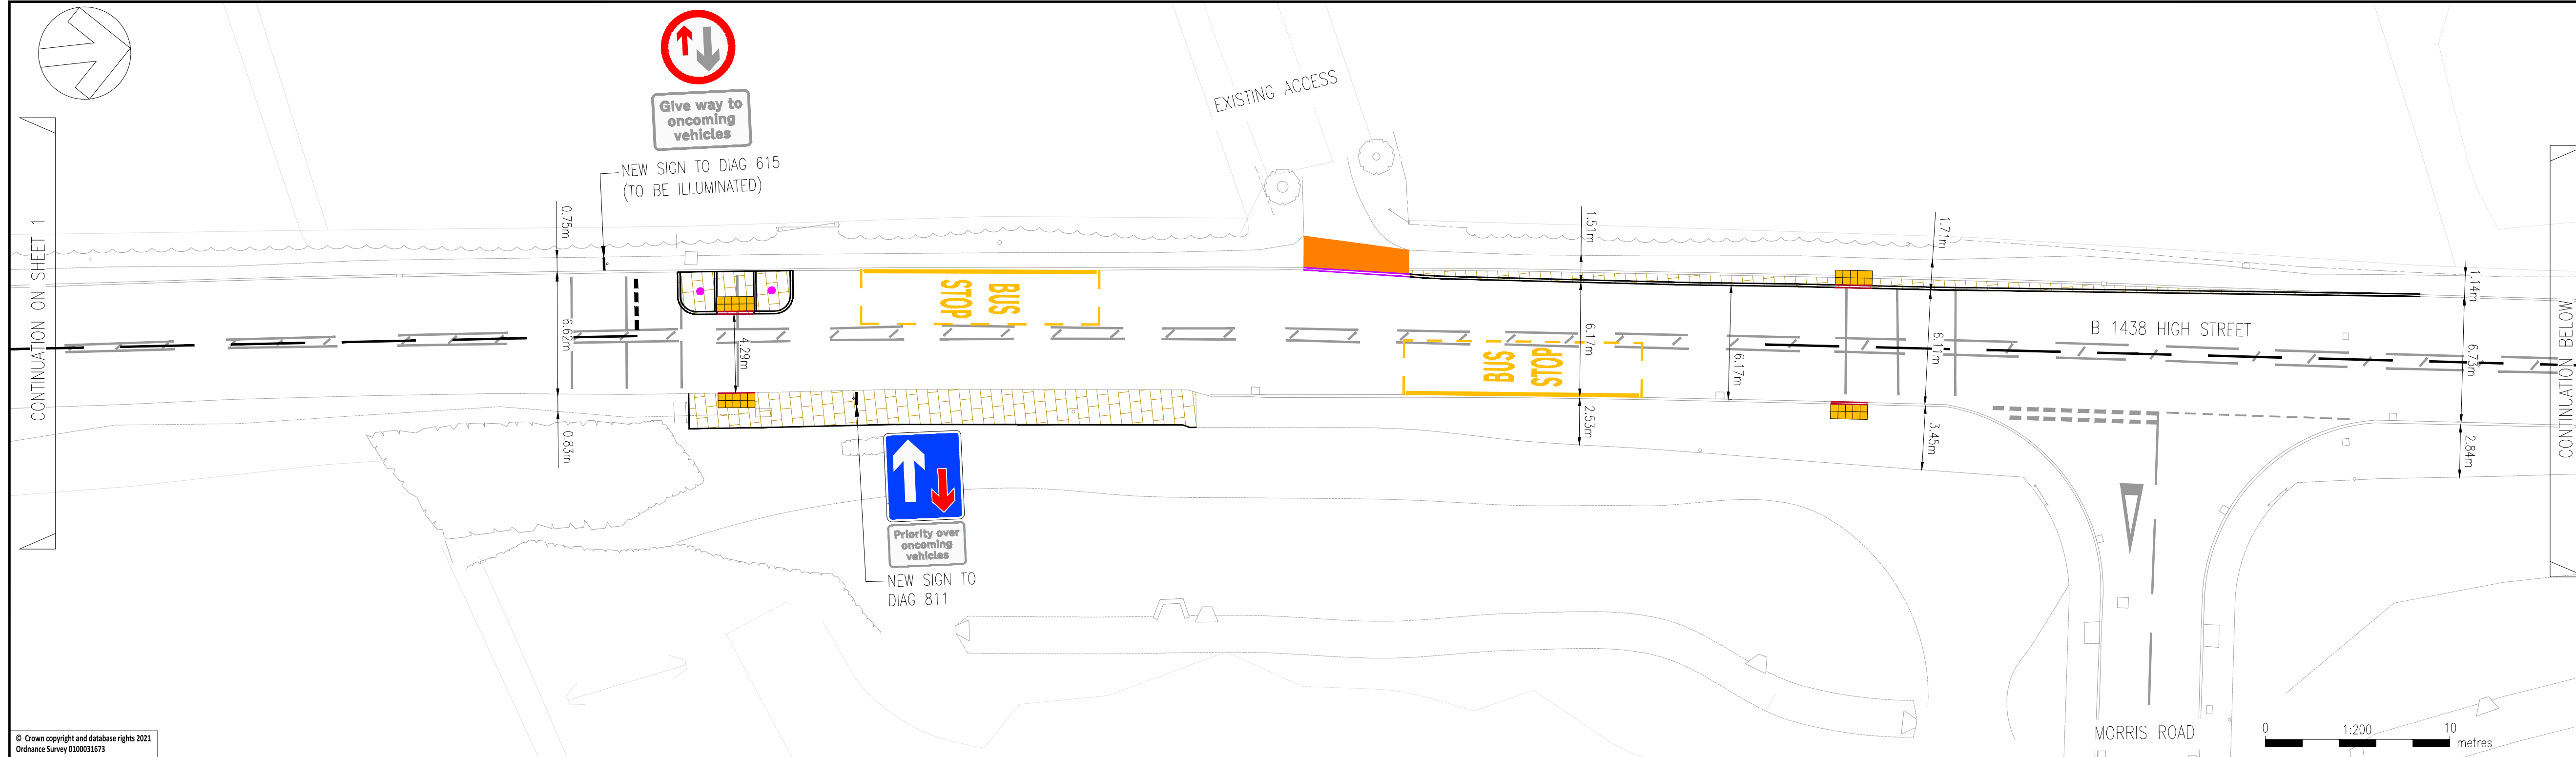 Give way to
oncoming
vehicles
NEW SIGN TO DIAG 615
(TO BE ILLUMINATED)
EXISTING ACCESS
CONTINUATION ON SHEET 1
0.75m
6.62m
0.83m
4.29m
BUS
STOP
BUS
STOP
1.51m
6.17m
2.53m
6.17m
1.71m
6.11m
3.45m
B 1438 HIGH STREET
1.14m
6.73m
2.84m
CONTINUATION BELOW
Priority over
oncoming
vehicles
NEW SIGN TO
DIAG 811
MORRIS ROAD
0 1:200 10
metres
© Crown copyright and database rights 2021
Ordnance Survey 0100031673